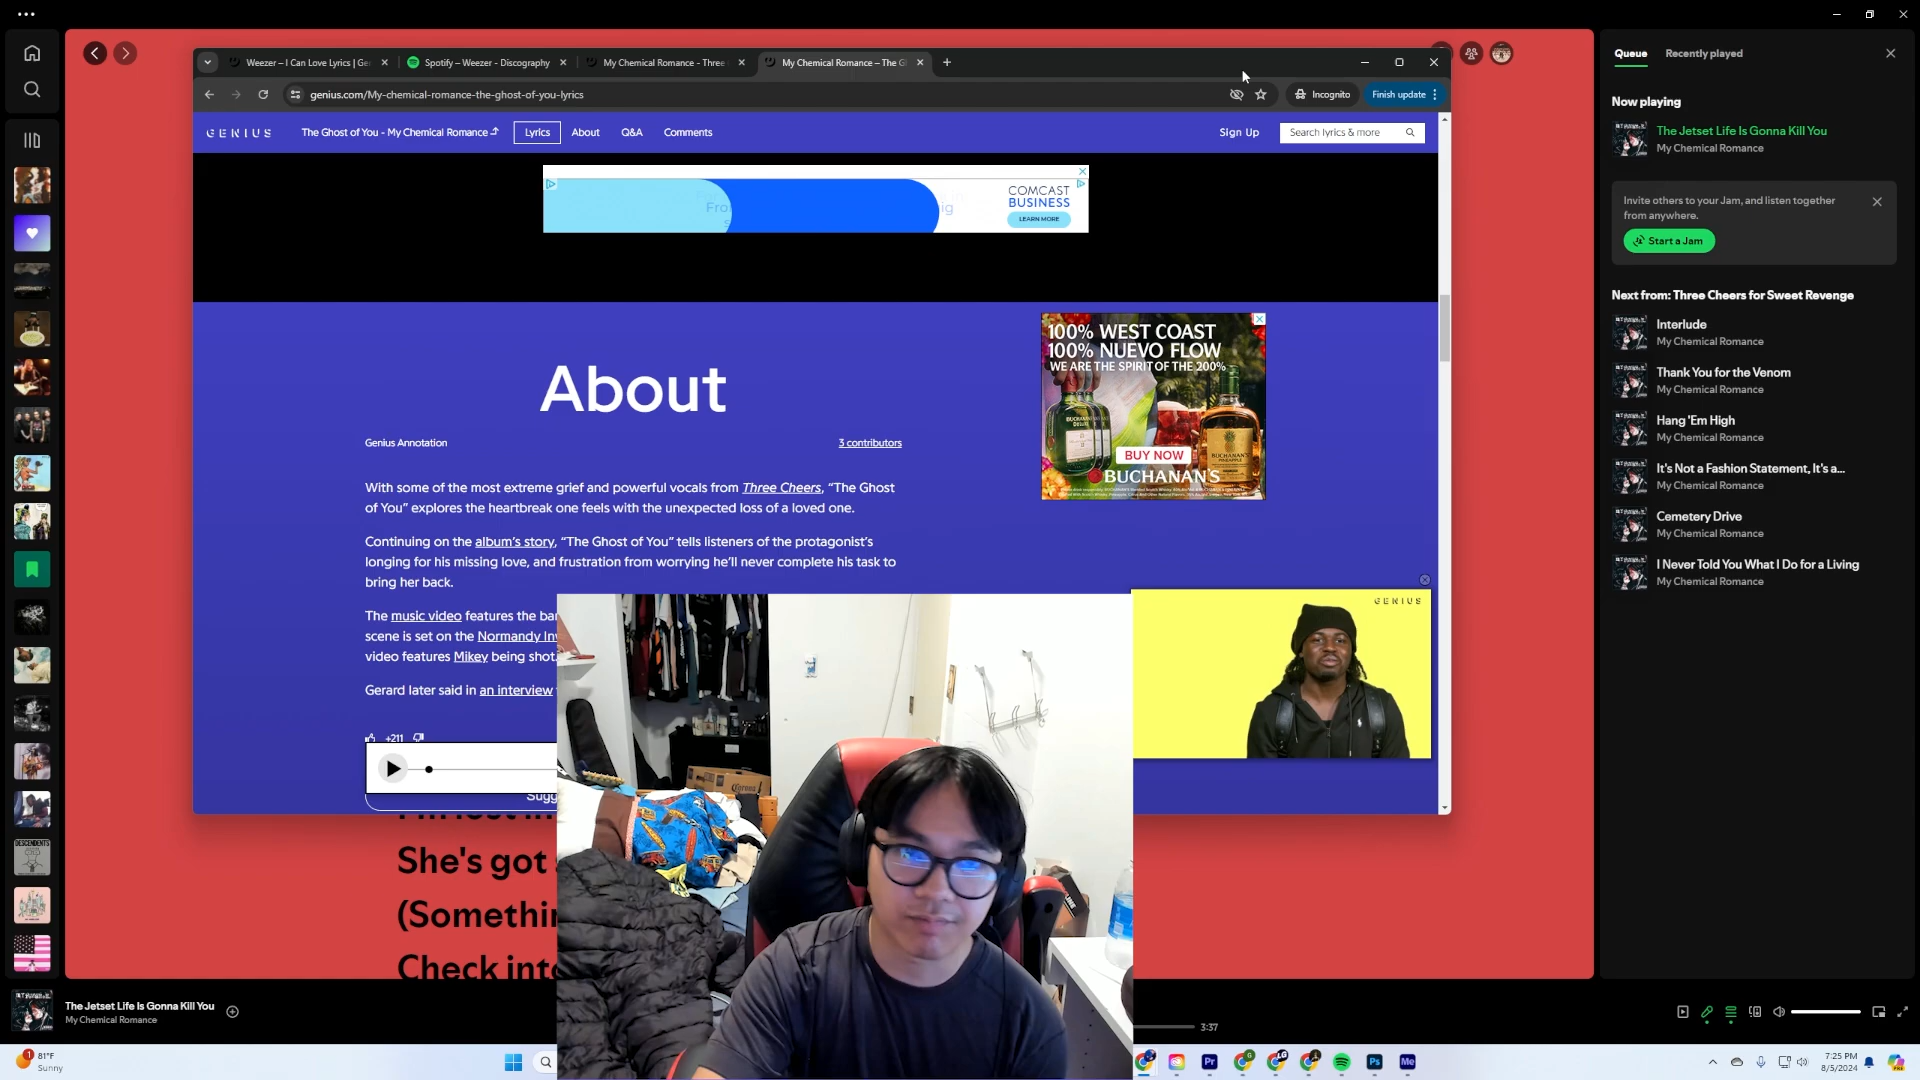 Weezer – I Can Love Lyrics | Ge
Spotify – Weezer - Discography
My Chemical Romance - Three
My Chemical Romance – The G
genius.com/My-chemical-romance-the-ghost-of-you-lyrics
Incognito
Finish update
GENIUS
The Ghost of You - My Chemical Romance
Lyrics
About
Q&A
Comments
Sign Up
Search lyrics & more
COMCAST
BUSINESS
LEARN MORE
About
Genius Annotation
3 contributors
With some of the most extreme grief and powerful vocals from Three Cheers, “The Ghost
of You” explores the heartbreak one feels with the unexpected loss of a loved one.
Continuing on the album’s story, “The Ghost of You” tells listeners of the protagonist’s
longing for his missing love, and frustration from worrying he’ll never complete his task to
bring her back.
The music video features the ba
scene is set on the Normandy In
video features Mikey being shot.
Gerard later said in an interview
+211
Sugg
100% WEST COAST
100% NUEVO FLOW
WE ARE THE SPIRIT OF THE 200%
BUY NOW
BUCHANAN'S
GENIUS
I'm lost in
She's got
(Somethin
Check into
Corona
Queue
Recently played
Now playing
The Jetset Life Is Gonna Kill You
My Chemical Romance
Invite others to your Jam, and listen together
from anywhere.
Start a Jam
Next from: Three Cheers for Sweet Revenge
Interlude
My Chemical Romance
Thank You for the Venom
My Chemical Romance
Hang 'Em High
My Chemical Romance
It's Not a Fashion Statement, It's a...
My Chemical Romance
Cemetery Drive
My Chemical Romance
I Never Told You What I Do for a Living
My Chemical Romance
DESCENDENTS
The Jetset Life Is Gonna Kill You
My Chemical Romance
3:37
1
81°F
Sunny
Pr
Ps
Me
7:25 PM
8/5/2024